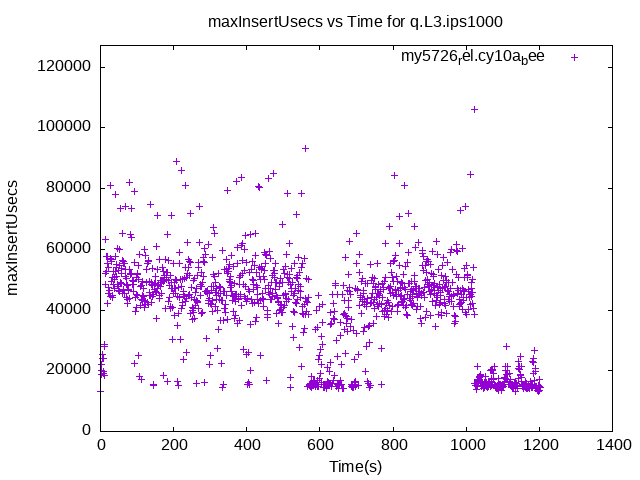 maxInsertUsecs vs Time for q.L3.ips1000
my5726rel.cy10abee
maxInsertUsecs
120000
100000
80000
60000
40000
20000
0
0 200 400 600 800 1000 1200 1400
Time(s)